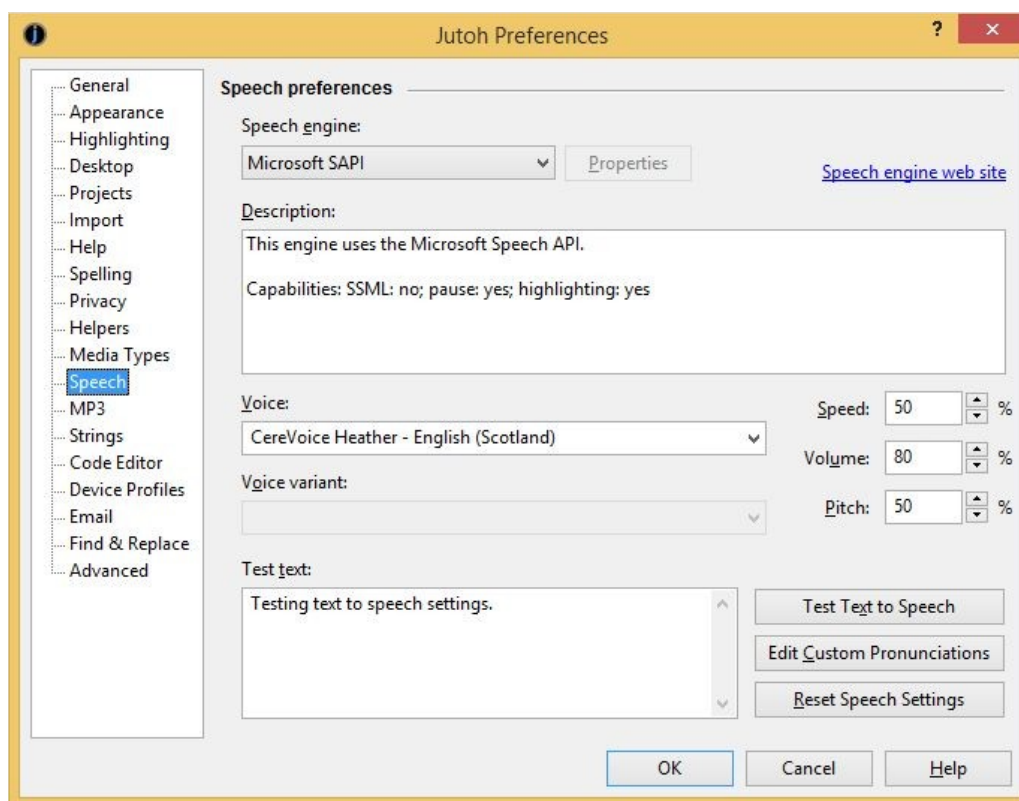 Jutoh Preferences
?
General
Appearance
Highlighting
Desktop
Projects
Import
Help
Spelling
Privacy
Helpers
Media Types
Speech
MP3
Strings
Code Editor
Device Profiles
Email
Find & Replace
Advanced
Speech preferences
Speech engine:
Microsoft SAPI
Properties
Speech engine web site
Description:
This engine uses the Microsoft Speech API.
Capabilities: SSML: no; pause: yes; highlighting: yes
Voice:
CereVoice Heather - English (Scotland)
Voice variant:
Speed: 50 %
Volume: 80 %
Pitch: 50 %
Test text:
Testing text to speech settings.
Test Text to Speech
Edit Custom Pronunciations
Reset Speech Settings
OK
Cancel
Help